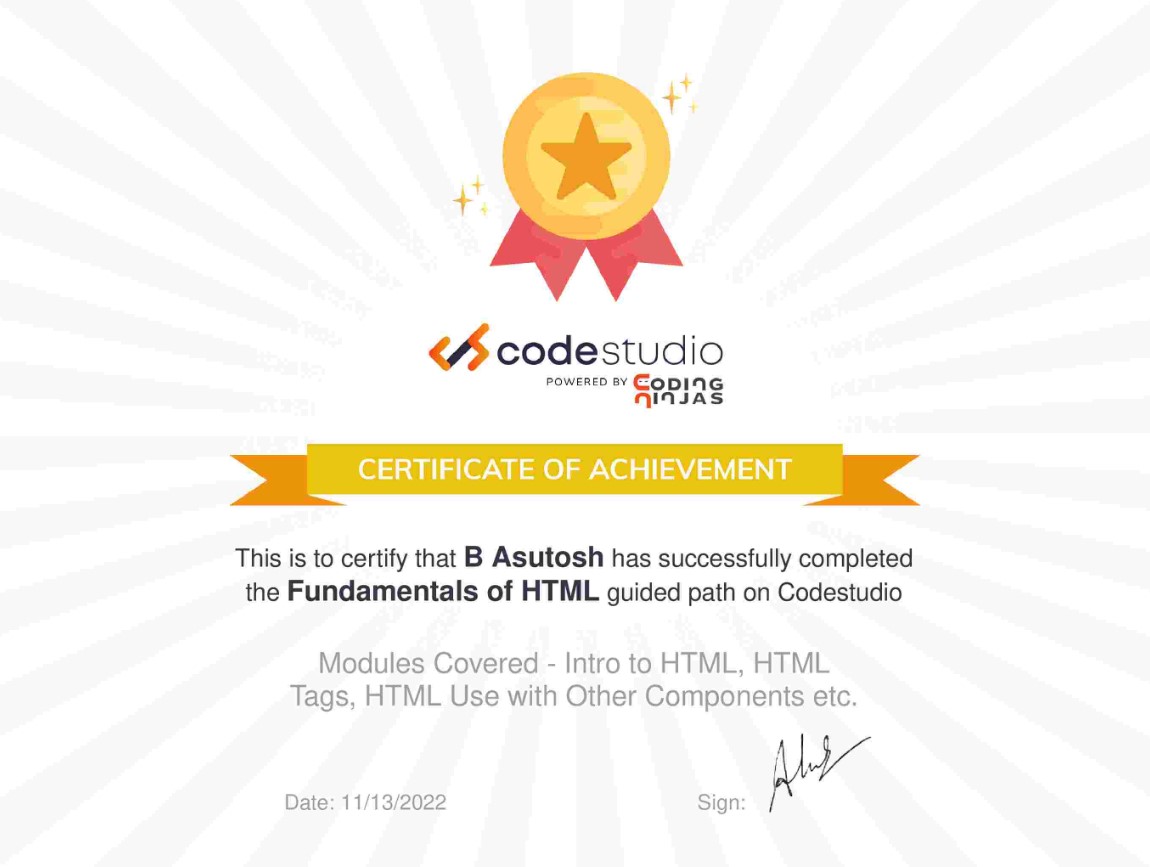 codestudio
POWERED BY CODING
NINJAS
CERTIFICATE OF ACHIEVEMENT
This is to certify that B Asutosh has successfully completed
the Fundamentals of HTML guided path on Codestudio
Modules Covered - Intro to HTML, HTML
Tags, HTML Use with Other Components etc.
Date: 11/13/2022 Sign: